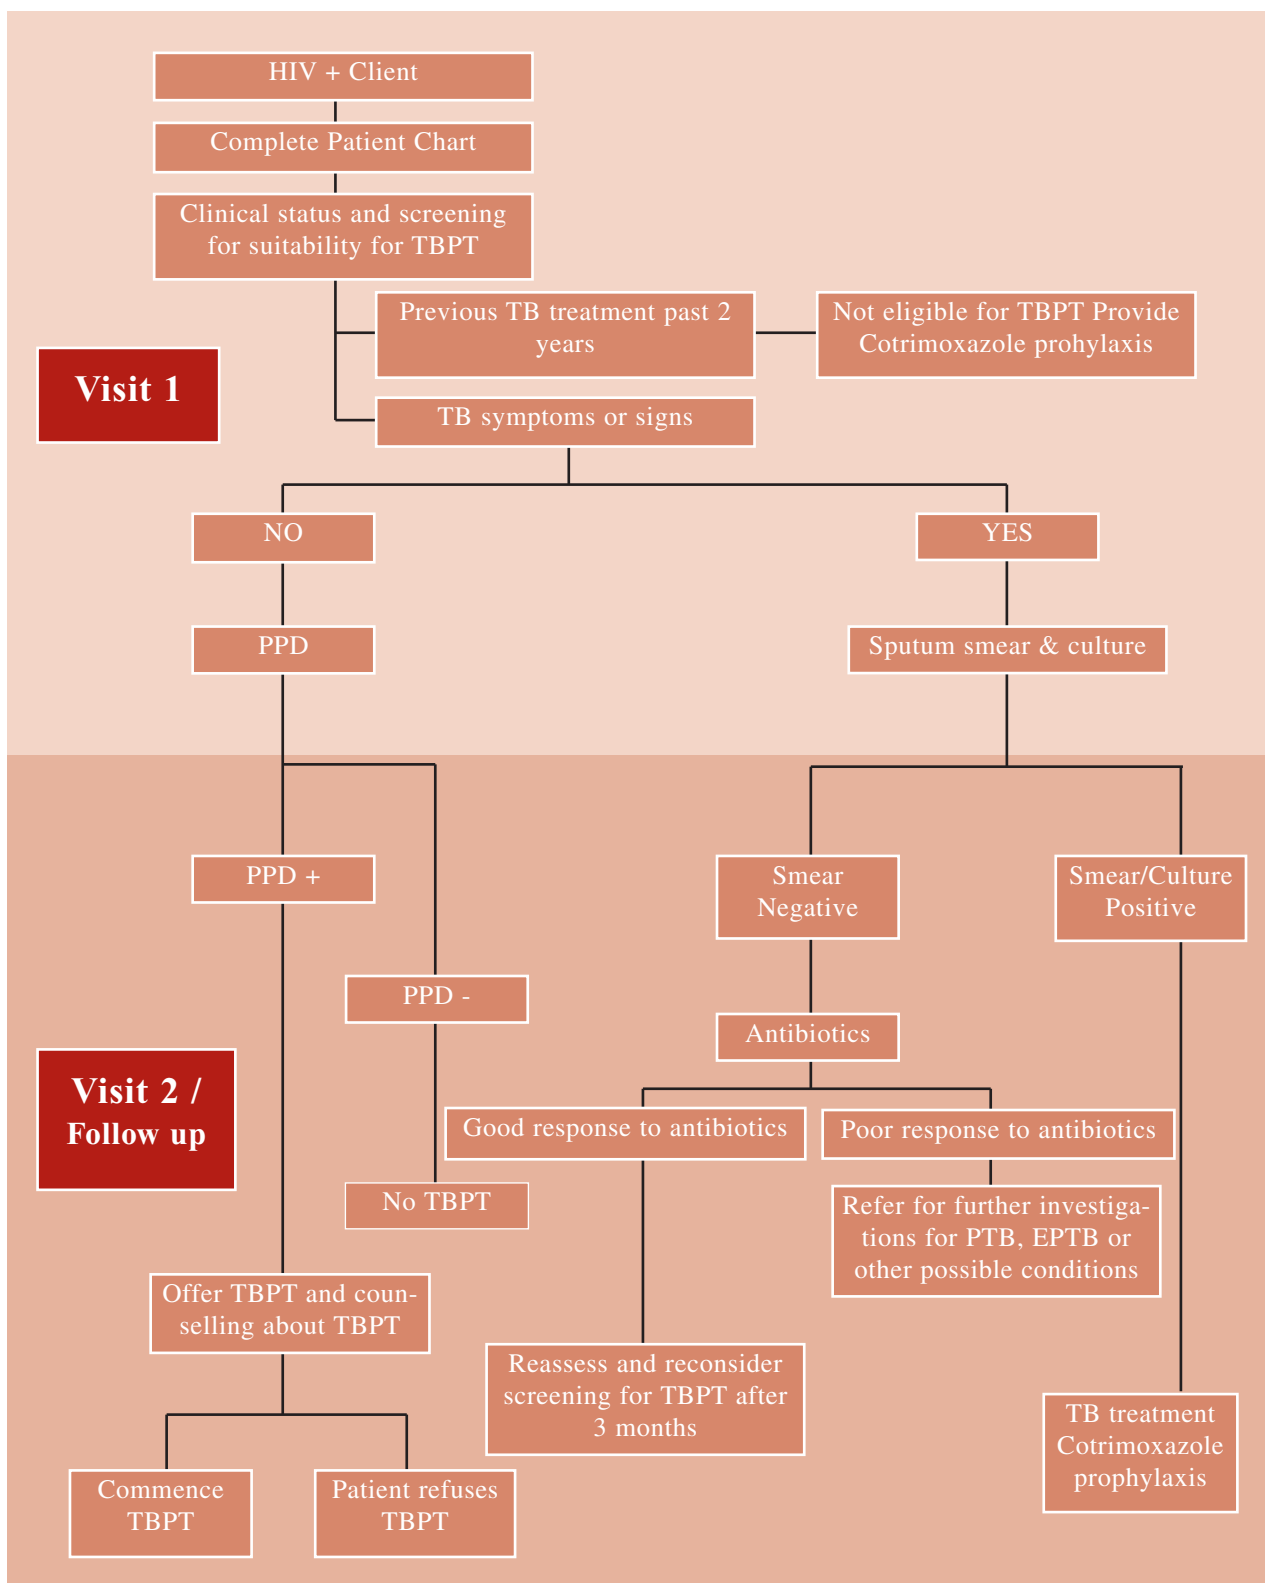 HIV + Client
Complete Patient Chart
Clinical status and screening
for suitability for TBPT
Previous TB treatment past 2
years
Not eligible for TBPT Provide
Cotrimoxazole prohylaxis
Visit 1
TB symptoms or signs
NO
YES
PPD
Sputum smear & culture
PPD +
Smear
Negative
Smear/Culture
Positive
PPD -
Antibiotics
Visit 2 /
Follow up
Good response to antibiotics
Poor response to antibiotics
No TBPT
Refer for further investiga-
tions for PTB, EPTB or
other possible conditions
Offer TBPT and coun-
selling about TBPT
Reassess and reconsider
screening for TBPT after
3 months
TB treatment
Cotrimoxazole
prophylaxis
Commence
TBPT
Patient refuses
TBPT